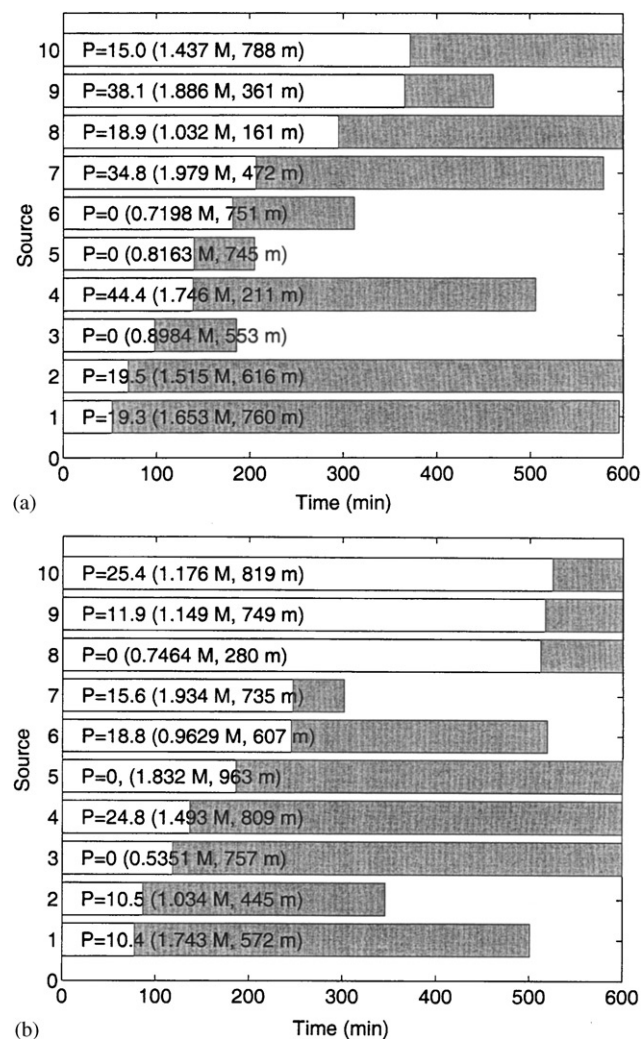 10 P=15.0 (1.437 M, 788 m)
9 P=38.1 (1.886 M, 361 m)
8 P=18.9 (1.032 M, 161 m)
7 P=34.8 (1.979 M, 472 m)
6 P=0 (0.7198 M, 751 m)
5 P=0 (0.8163 M, 745 m)
4 P=44.4 (1.746 M, 211 m)
3 P=0 (0.8984 M, 553 m)
2 P=19.5 (1.515 M, 616 m)
1 P=19.3 (1.653 M, 760 m)
0
Source
0 100 200 300 400 500 600
Time (min)
(a)
10 P=25.4 (1.176 M, 819 m)
9 P=11.9 (1.149 M, 749 m)
8 P=0 (0.7464 M, 280 m)
7 P=15.6 (1.934 M, 735 m)
6 P=18.8 (0.9629 M, 607 m)
5 P=0, (1.832 M, 963 m)
4 P=24.8 (1.493 M, 809 m)
3 P=0 (0.5351 M, 757 m)
2 P=10.5 (1.034 M, 445 m)
1 P=10.4 (1.743 M, 572 m)
0
Source
0 100 200 300 400 500 600
Time (min)
(b)